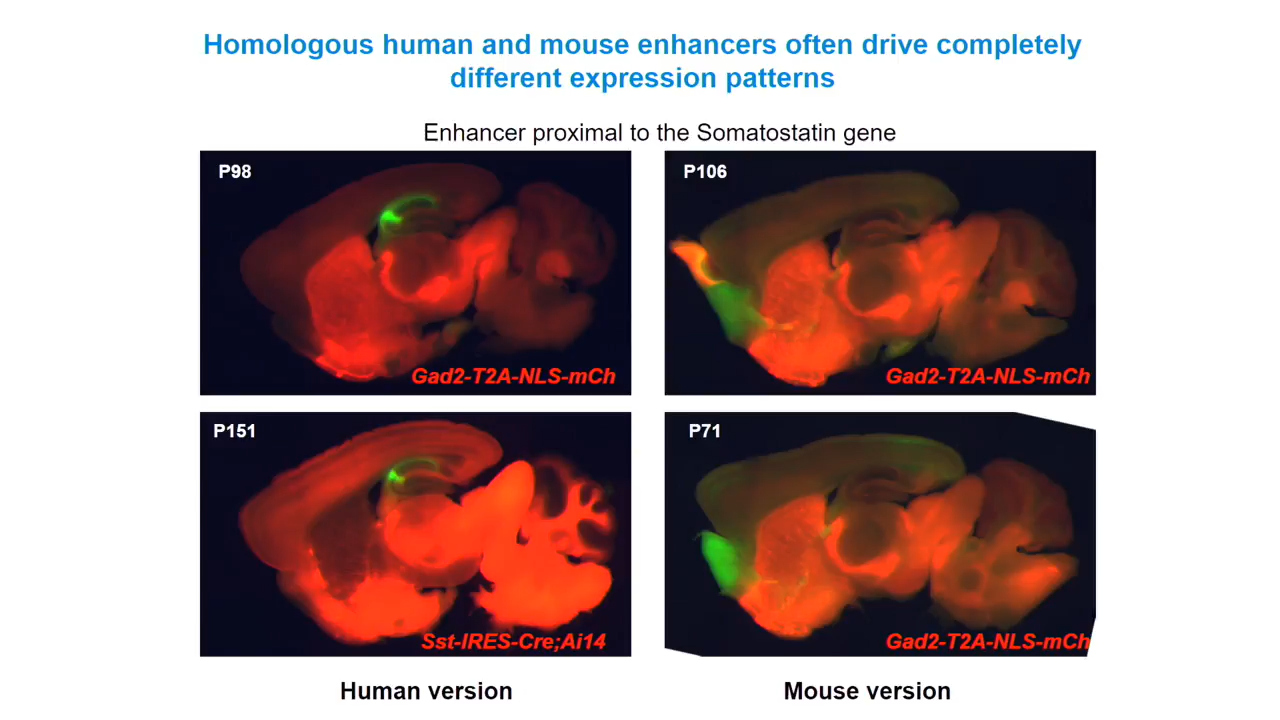 Homologous human and mouse enhancers often drive completely
different expression patterns
Enhancer proximal to the Somatostatin gene
P98
Gad2-T2A-NLS-mCh
P106
Gad2-T2A-NLS-mCh
P151
Sst-IRES-Cre;Ai14
P71
Gad2-T2A-NLS-mCh
Human version
Mouse version